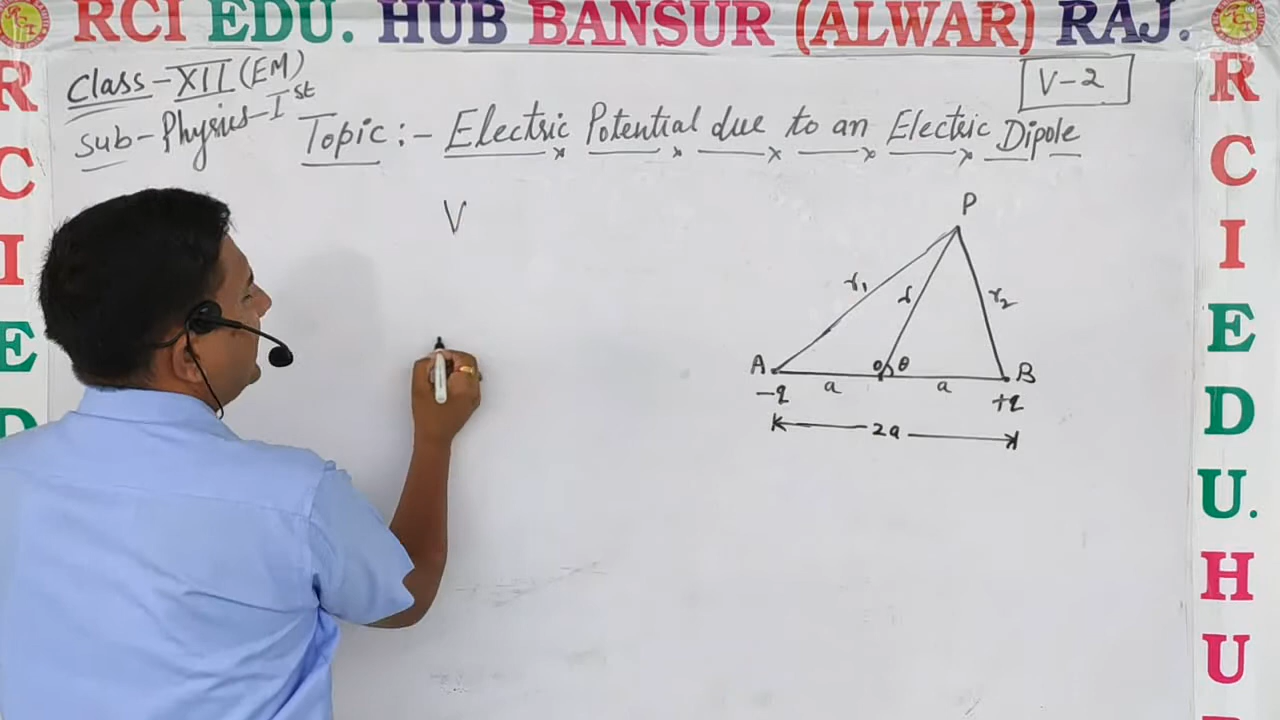 RCI EDU. HUB BANSUR (ALWAR) RAJ.
Class-XII (EM)
V-2
Sub-Physics-Ist
Topic:- Electric Potential due to an Electric Dipole
V
P
r1
r
r2
A
O
θ
B
-q
a
a
+q
2a
R
C
I
E
D
R
C
I
E
D
U.
H
U